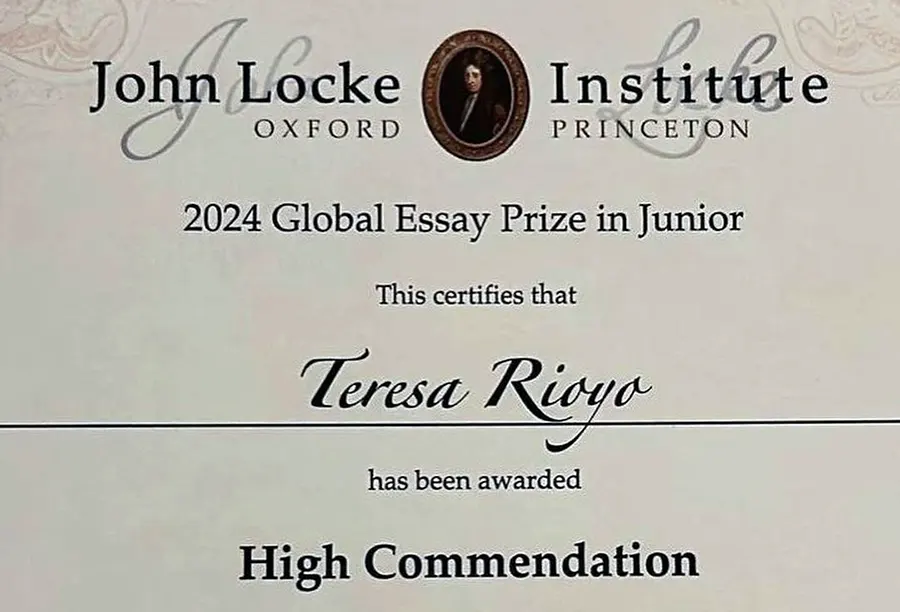 John Locke Institute
OXFORD PRINCETON
2024 Global Essay Prize in Junior
This certifies that
Teresa Rioyo
has been awarded
High Commendation